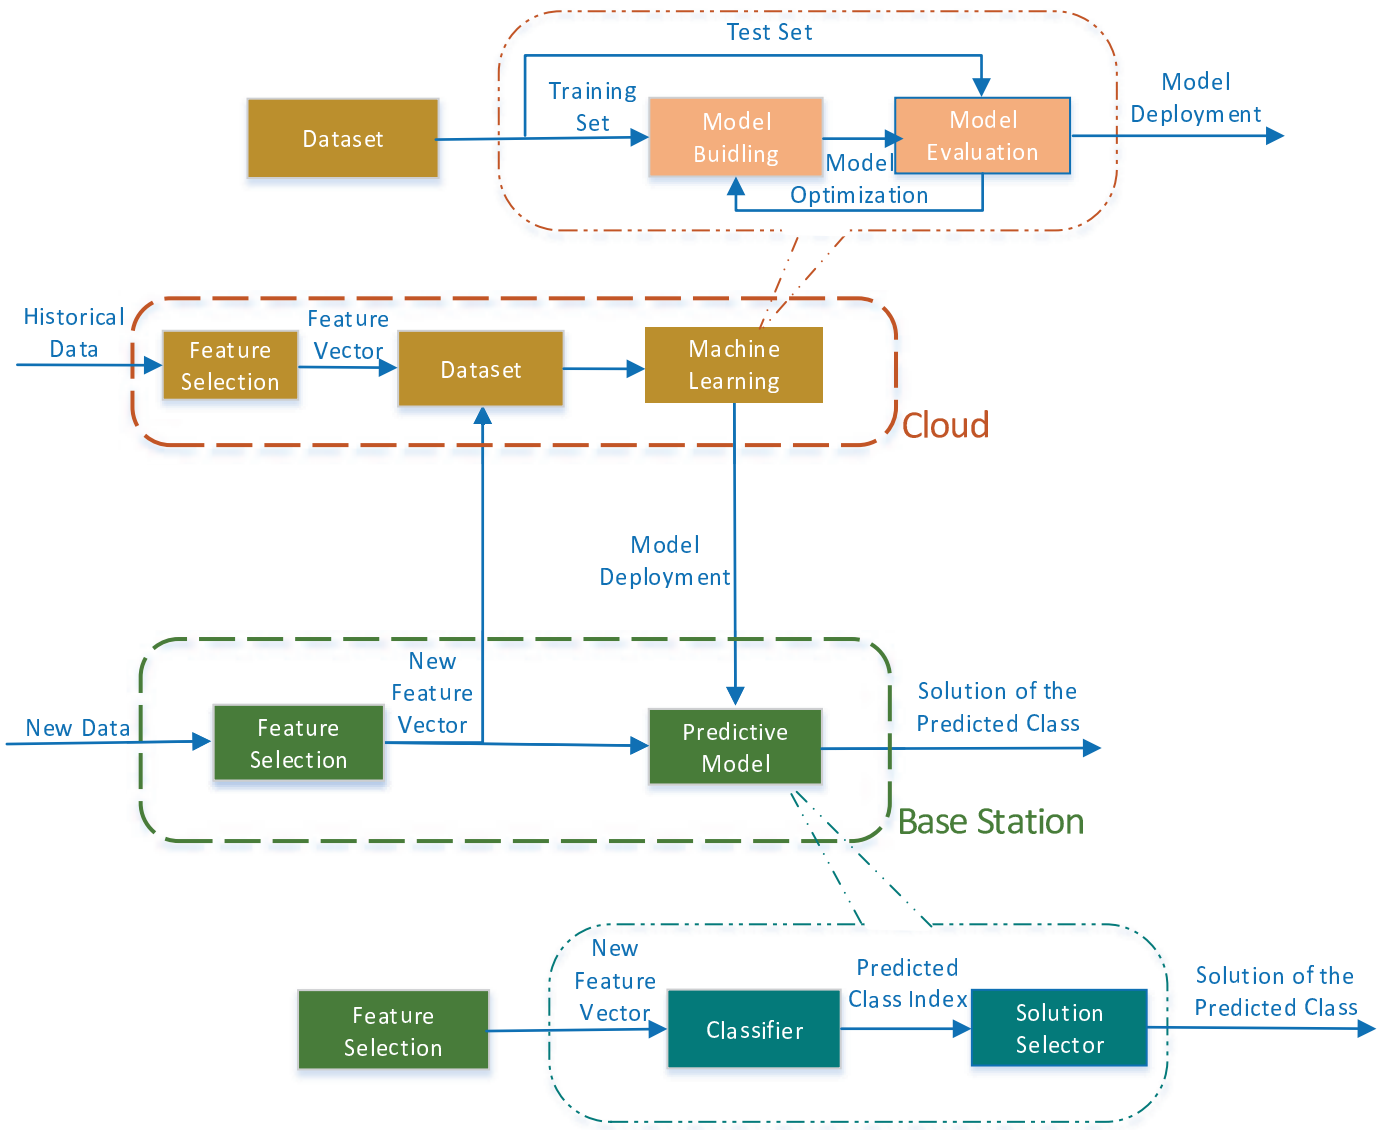 Test Set
Training
Set
Model
Deployment
Dataset
Model
Buidling
Model
Evaluation
Model
Optimization
Historical
Data
Feature
Vector
Feature
Selection
Dataset
Machine
Learning
Cloud
Model
Deployment
New
Feature
Vector
New Data
Feature
Selection
Predictive
Model
Solution of the
Predicted Class
Base Station
New
Feature
Vector
Feature
Selection
Classifier
Predicted
Class Index
Solution
Selector
Solution of the
Predicted Class